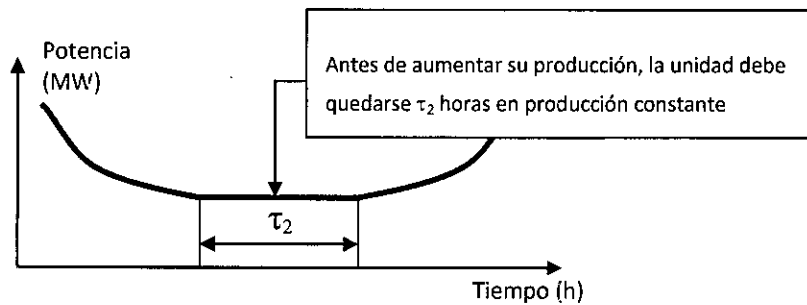 Potencia
(MW)
Antes de aumentar su producción, la unidad debe
quedarse τ₂ horas en producción constante
τ₂
Tiempo (h)